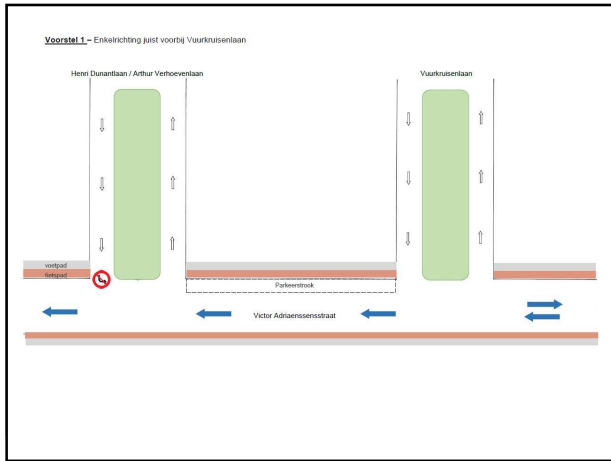 Voorstel 1 – Enkelrichting juist voorbij Vuurkruisenlaan
Henri Dunantlaan / Arthur Verhoevenlaan
Vuurkruisenlaan
voetpad
fietspad
Parkeerstrook
Victor Adriaenssensstraat